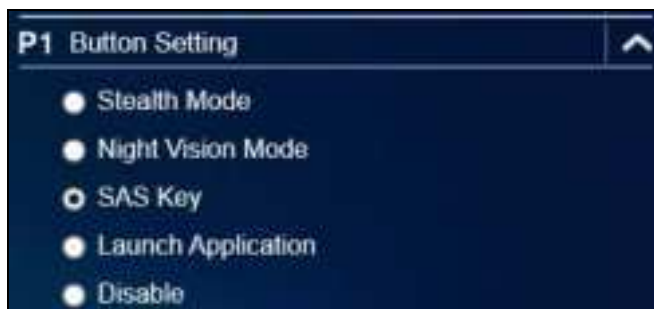 P1 Button Setting
Stealth Mode
Night Vision Mode
SAS Key
Launch Application
Disable